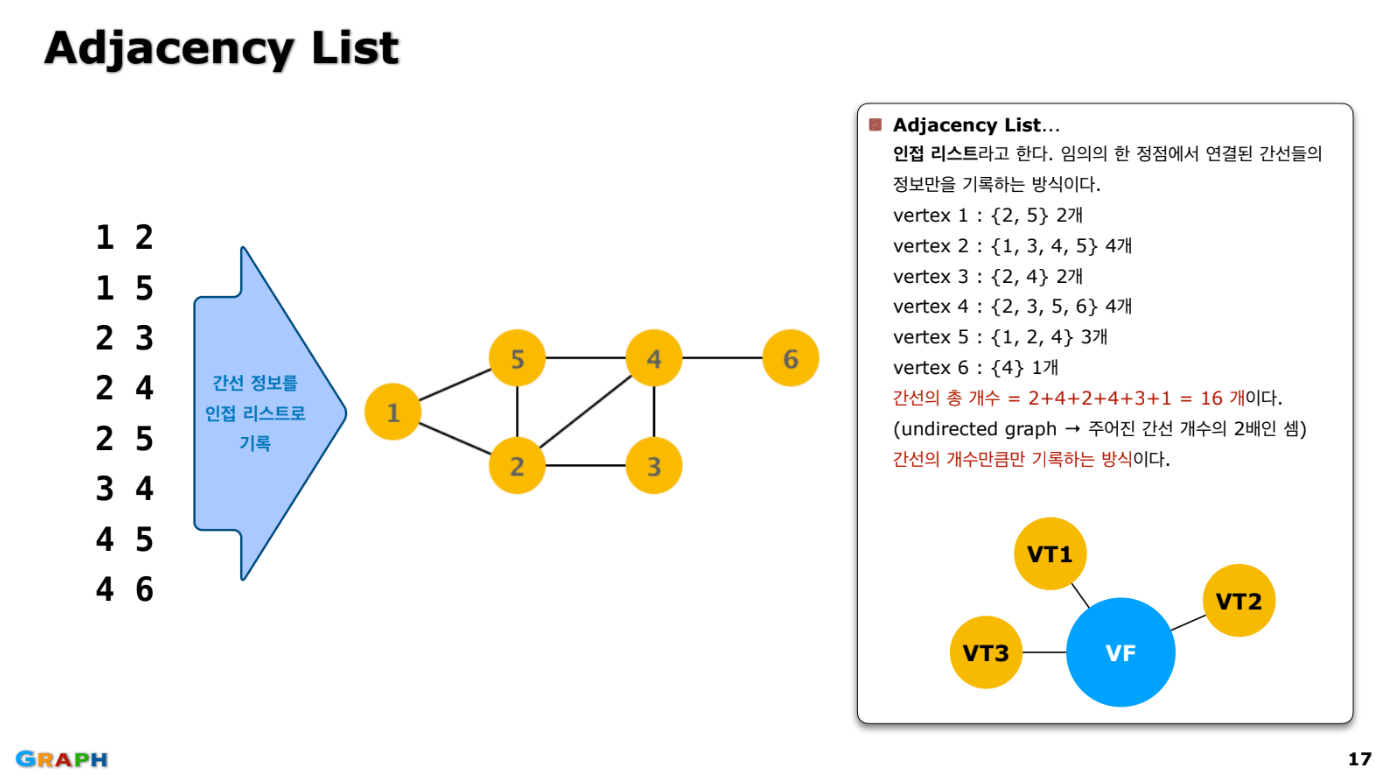 Adjacency List
1 2
1 5
2 3
2 4
2 5
3 4
4 5
4 6
간선 정보를
인접 리스트로
기록
1
5
2
4
3
6
Adjacency List...
인접 리스트라고 한다. 임의의 한 정점에서 연결된 간선들의
정보만을 기록하는 방식이다.
vertex 1 : {2, 5} 2개
vertex 2 : {1, 3, 4, 5} 4개
vertex 3 : {2, 4} 2개
vertex 4 : {2, 3, 5, 6} 4개
vertex 5 : {1, 2, 4} 3개
vertex 6 : {4} 1개
간선의 총 개수 = 2+4+2+4+3+1 = 16 개이다.
(undirected graph → 주어진 간선 개수의 2배인 셈)
간선의 개수만큼만 기록하는 방식이다.
VT1
VT2
VT3
VF
GRAPH
17